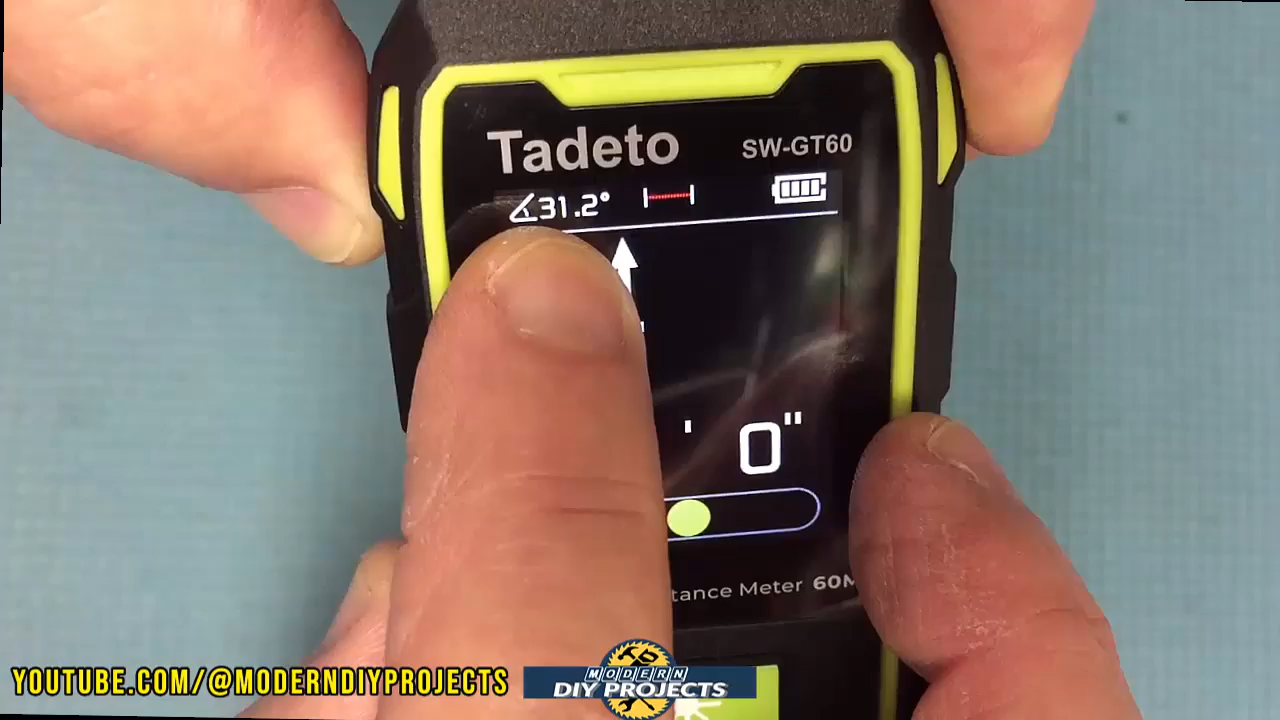 Tadeto
SW-GT60
31.2°
' 0"
tance Meter 60M
YOUTUBE.COM/@MODERNDIYPROJECTS
MODERN
DIY PROJECTS